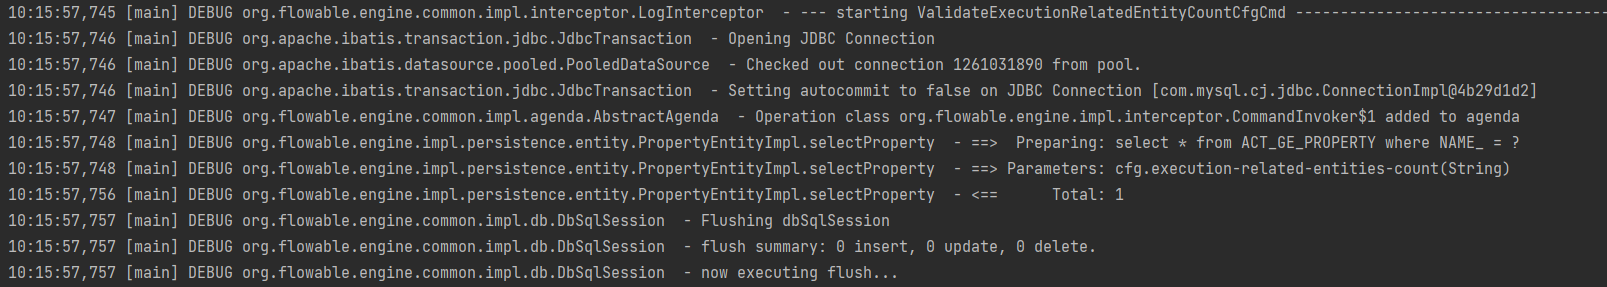 10:15:57,745 [main] DEBUG org.flowable.engine.common.impl.interceptor.LogInterceptor  - --- starting ValidateExecutionRelatedEntityCountCfgCmd -----------------------------------
10:15:57,746 [main] DEBUG org.apache.ibatis.transaction.jdbc.JdbcTransaction  - Opening JDBC Connection
10:15:57,746 [main] DEBUG org.apache.ibatis.datasource.pooled.PooledDataSource  - Checked out connection 1261031890 from pool.
10:15:57,746 [main] DEBUG org.apache.ibatis.transaction.jdbc.JdbcTransaction  - Setting autocommit to false on JDBC Connection [com.mysql.cj.jdbc.ConnectionImpl@4b29d1d2]
10:15:57,747 [main] DEBUG org.flowable.engine.common.impl.agenda.AbstractAgenda  - Operation class org.flowable.engine.impl.interceptor.CommandInvoker$1 added to agenda
10:15:57,748 [main] DEBUG org.flowable.engine.impl.persistence.entity.PropertyEntityImpl.selectProperty  - ==>  Preparing: select * from ACT_GE_PROPERTY where NAME_ = ?
10:15:57,748 [main] DEBUG org.flowable.engine.impl.persistence.entity.PropertyEntityImpl.selectProperty  - ==> Parameters: cfg.execution-related-entities-count(String)
10:15:57,756 [main] DEBUG org.flowable.engine.impl.persistence.entity.PropertyEntityImpl.selectProperty  - <==      Total: 1
10:15:57,757 [main] DEBUG org.flowable.engine.common.impl.db.DbSqlSession  - Flushing dbSqlSession
10:15:57,757 [main] DEBUG org.flowable.engine.common.impl.db.DbSqlSession  - flush summary: 0 insert, 0 update, 0 delete.
10:15:57,757 [main] DEBUG org.flowable.engine.common.impl.db.DbSqlSession  - now executing flush...